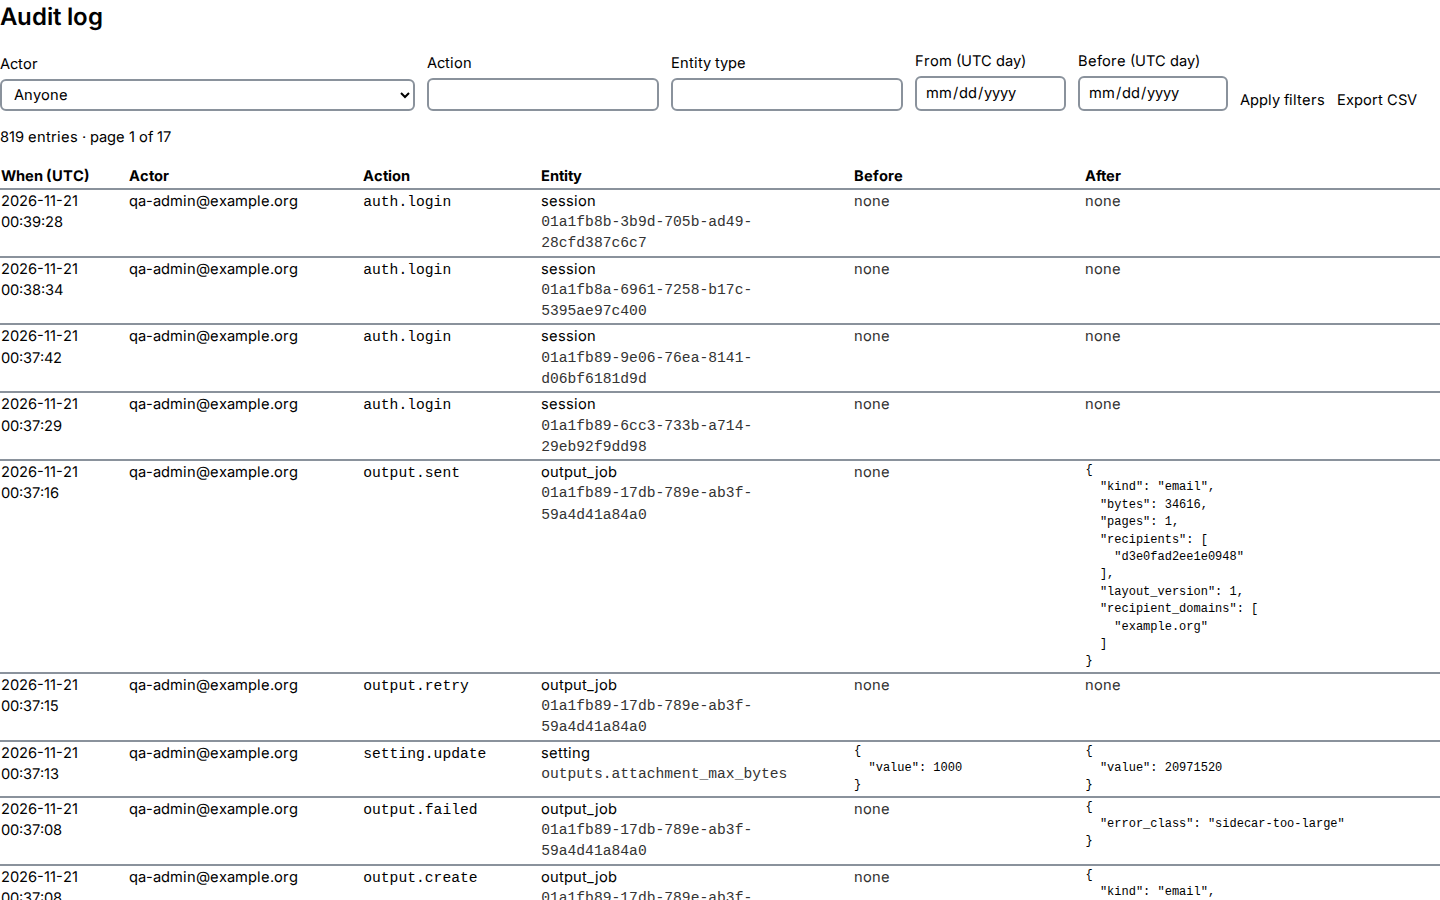 Audit log
Actor Action Entity type From (UTC day) Before (UTC day)
Anyone mm/dd/yyyy mm/dd/yyyy Apply filters Export CSV
819 entries · page 1 of 17
When (UTC) Actor Action Entity Before After
2026-11-21 qa-admin@example.org auth.login session none none
00:39:28 01a1fb8b-3b9d-705b-ad49-
28cfd387c6c7
2026-11-21 qa-admin@example.org auth.login session none none
00:38:34 01a1fb8a-6961-7258-b17c-
5395ae97c400
2026-11-21 qa-admin@example.org auth.login session none none
00:37:42 01a1fb89-9e06-76ea-8141-
d06bf6181d9d
2026-11-21 qa-admin@example.org auth.login session none none
00:37:29 01a1fb89-6cc3-733b-a714-
29eb92f9dd98
2026-11-21 qa-admin@example.org output.sent output_job none {
00:37:16 01a1fb89-17db-789e-ab3f- "kind": "email",
59a4d41a84a0 "bytes": 34616,
"pages": 1,
"recipients": [
"d3e0fad2ee1e0948"
],
"layout_version": 1,
"recipient_domains": [
"example.org"
]
}
2026-11-21 qa-admin@example.org output.retry output_job none none
00:37:15 01a1fb89-17db-789e-ab3f-
59a4d41a84a0
2026-11-21 qa-admin@example.org setting.update setting { {
00:37:13 outputs.attachment_max_bytes "value": 1000 "value": 20971520
} }
2026-11-21 qa-admin@example.org output.failed output_job none {
00:37:08 01a1fb89-17db-789e-ab3f- "error_class": "sidecar-too-large"
59a4d41a84a0 }
2026-11-21 qa-admin@example.org output.create output_job none {
00:37:08 01a1fb89-17db-789e-ab3f- "kind": "email",